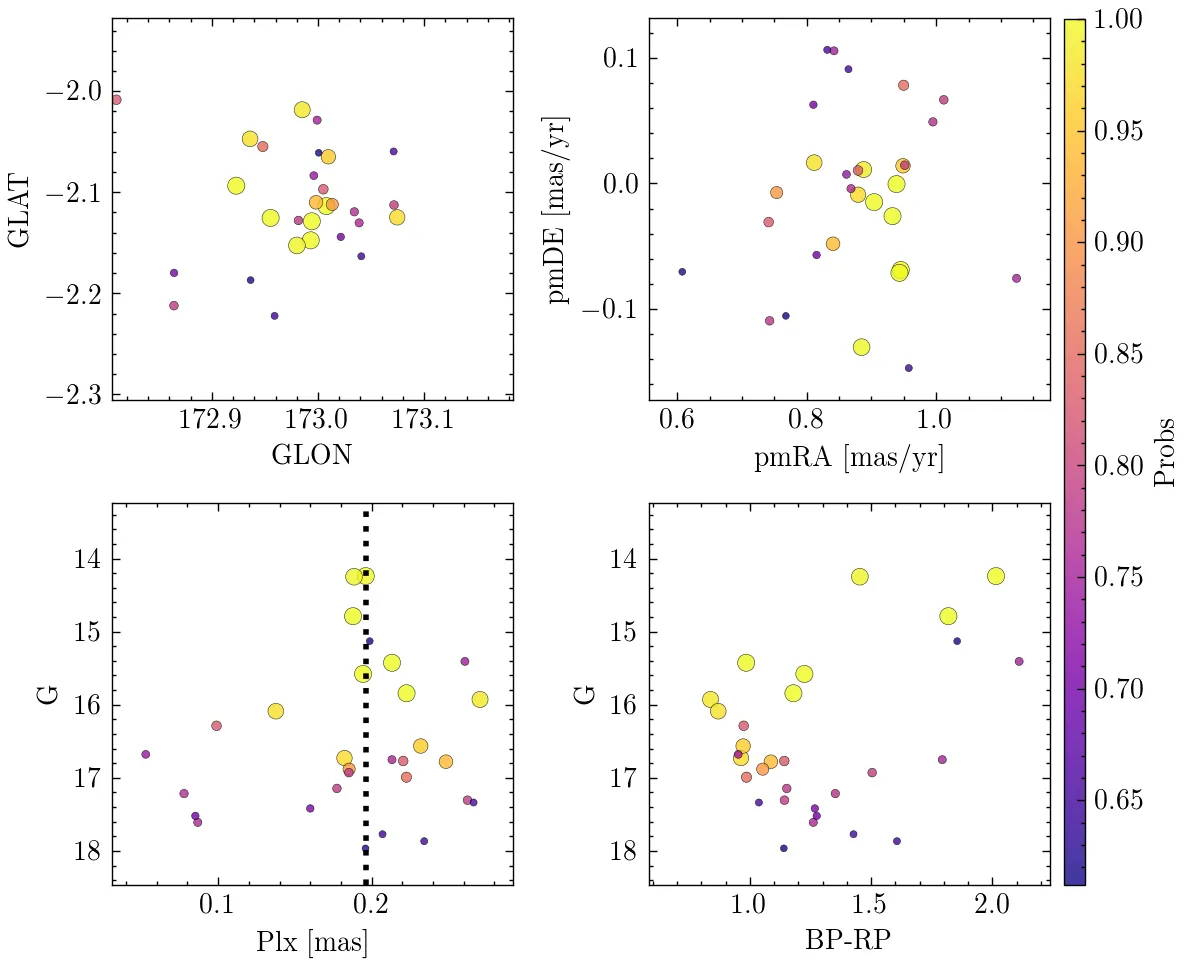 −2.0
−2.1
−2.2
−2.3
GLAT
172.9 173.0 173.1
GLON
0.1
0.0
−0.1
pmDE [mas/yr]
0.6 0.8 1.0
pmRA [mas/yr]
14
15
16
17
18
G
0.1 0.2
Plx [mas]
14
15
16
17
18
G
1.0 1.5 2.0
BP-RP
1.00
0.95
0.90
0.85
0.80
0.75
0.70
0.65
Probs